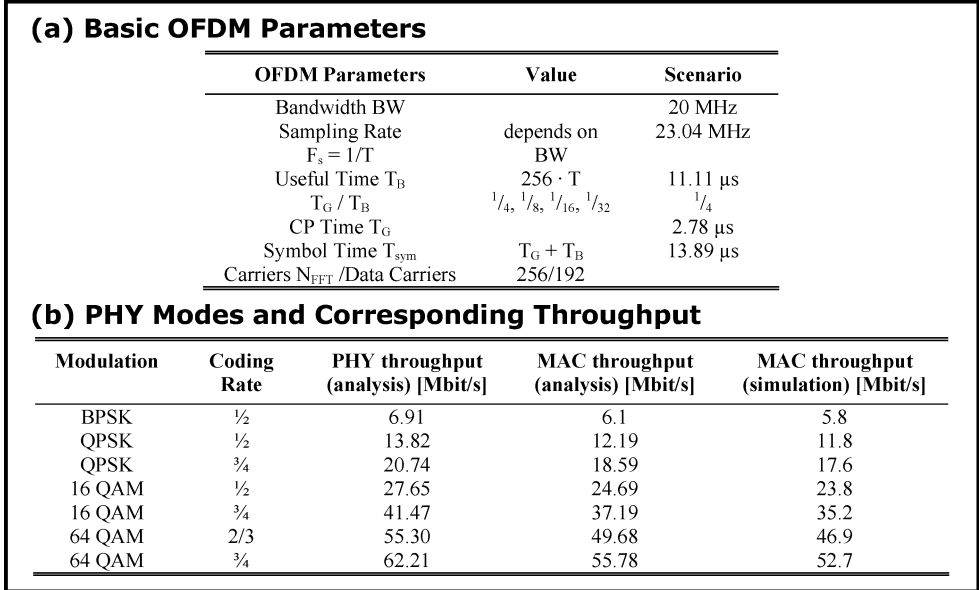 (a) Basic OFDM Parameters
OFDM Parameters Value Scenario
Bandwidth BW 20 MHz
Sampling Rate depends on 23.04 MHz
Fs = 1/T BW
Useful Time TB 256 · T 11.11 µs
TG / TB 1/4, 1/8, 1/16, 1/32 1/4
CP Time TG 2.78 µs
Symbol Time Tsym TG + TB 13.89 µs
Carriers NFFT /Data Carriers 256/192
(b) PHY Modes and Corresponding Throughput
Modulation Coding PHY throughput MAC throughput MAC throughput
Rate (analysis) [Mbit/s] (analysis) [Mbit/s] (simulation) [Mbit/s]
BPSK ½ 6.91 6.1 5.8
QPSK ½ 13.82 12.19 11.8
QPSK ¾ 20.74 18.59 17.6
16 QAM ½ 27.65 24.69 23.8
16 QAM ¾ 41.47 37.19 35.2
64 QAM 2/3 55.30 49.68 46.9
64 QAM ¾ 62.21 55.78 52.7